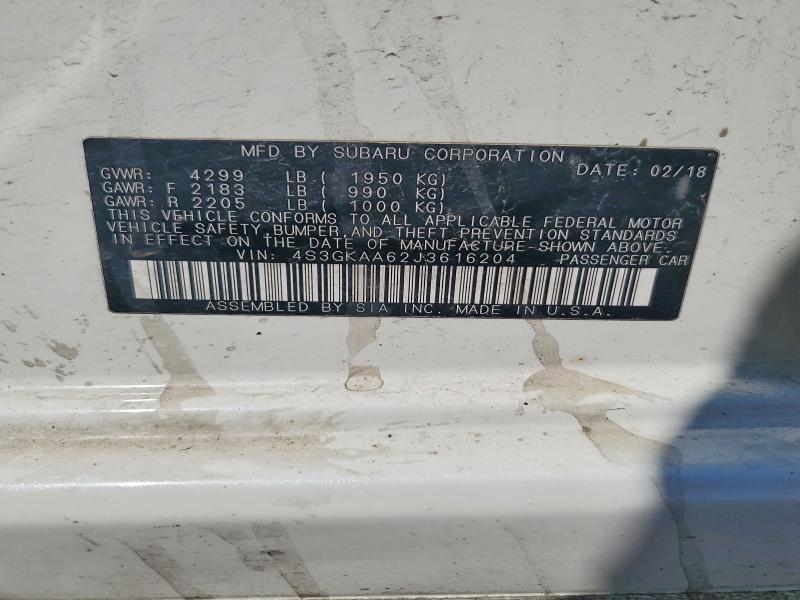 MFD BY SUBARU CORPORATION DATE: 02/18
GVWR: 4299 LB ( 1950 KG)
GAWR: F 2183 LB ( 990 KG)
GAWR: R 2205 LB ( 1000 KG)
THIS VEHICLE CONFORMS TO ALL APPLICABLE FEDERAL MOTOR
VEHICLE SAFETY, BUMPER, AND THEFT PREVENTION STANDARDS
IN EFFECT ON THE DATE OF MANUFACTURE SHOWN ABOVE.
VIN: 4S3GKAA62J3616204 PASSENGER CAR
ASSEMBLED BY SIA INC. MADE IN U.S.A.